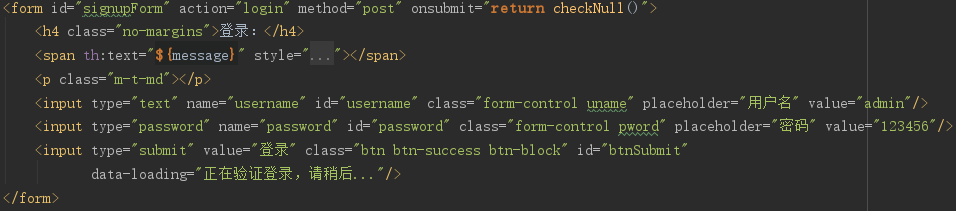 <form id="signupForm" action="login" method="post" onsubmit="return checkNull()">
<h4 class="no-margins">登录：</h4>
<span th:text="${message}" style="..."></span>
<p class="m-t-md"></p>
<input type="text" name="username" id="username" class="form-control uname" placeholder="用户名" value="admin"/>
<input type="password" name="password" id="password" class="form-control pword" placeholder="密码" value="123456"/>
<input type="submit" value="登录" class="btn btn-success btn-block" id="btnSubmit"
data-loading="正在验证登录，请稍后..."/>
</form>